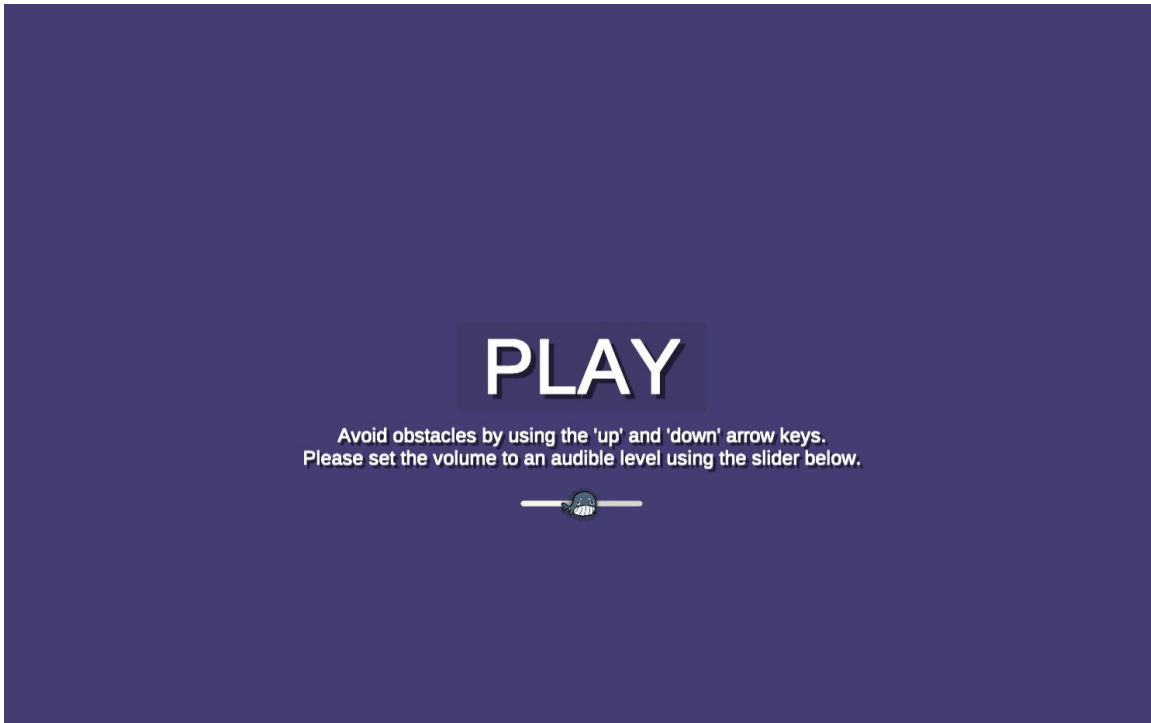 PLAY
Avoid obstacles by using the 'up' and 'down' arrow keys.
Please set the volume to an audible level using the slider below.